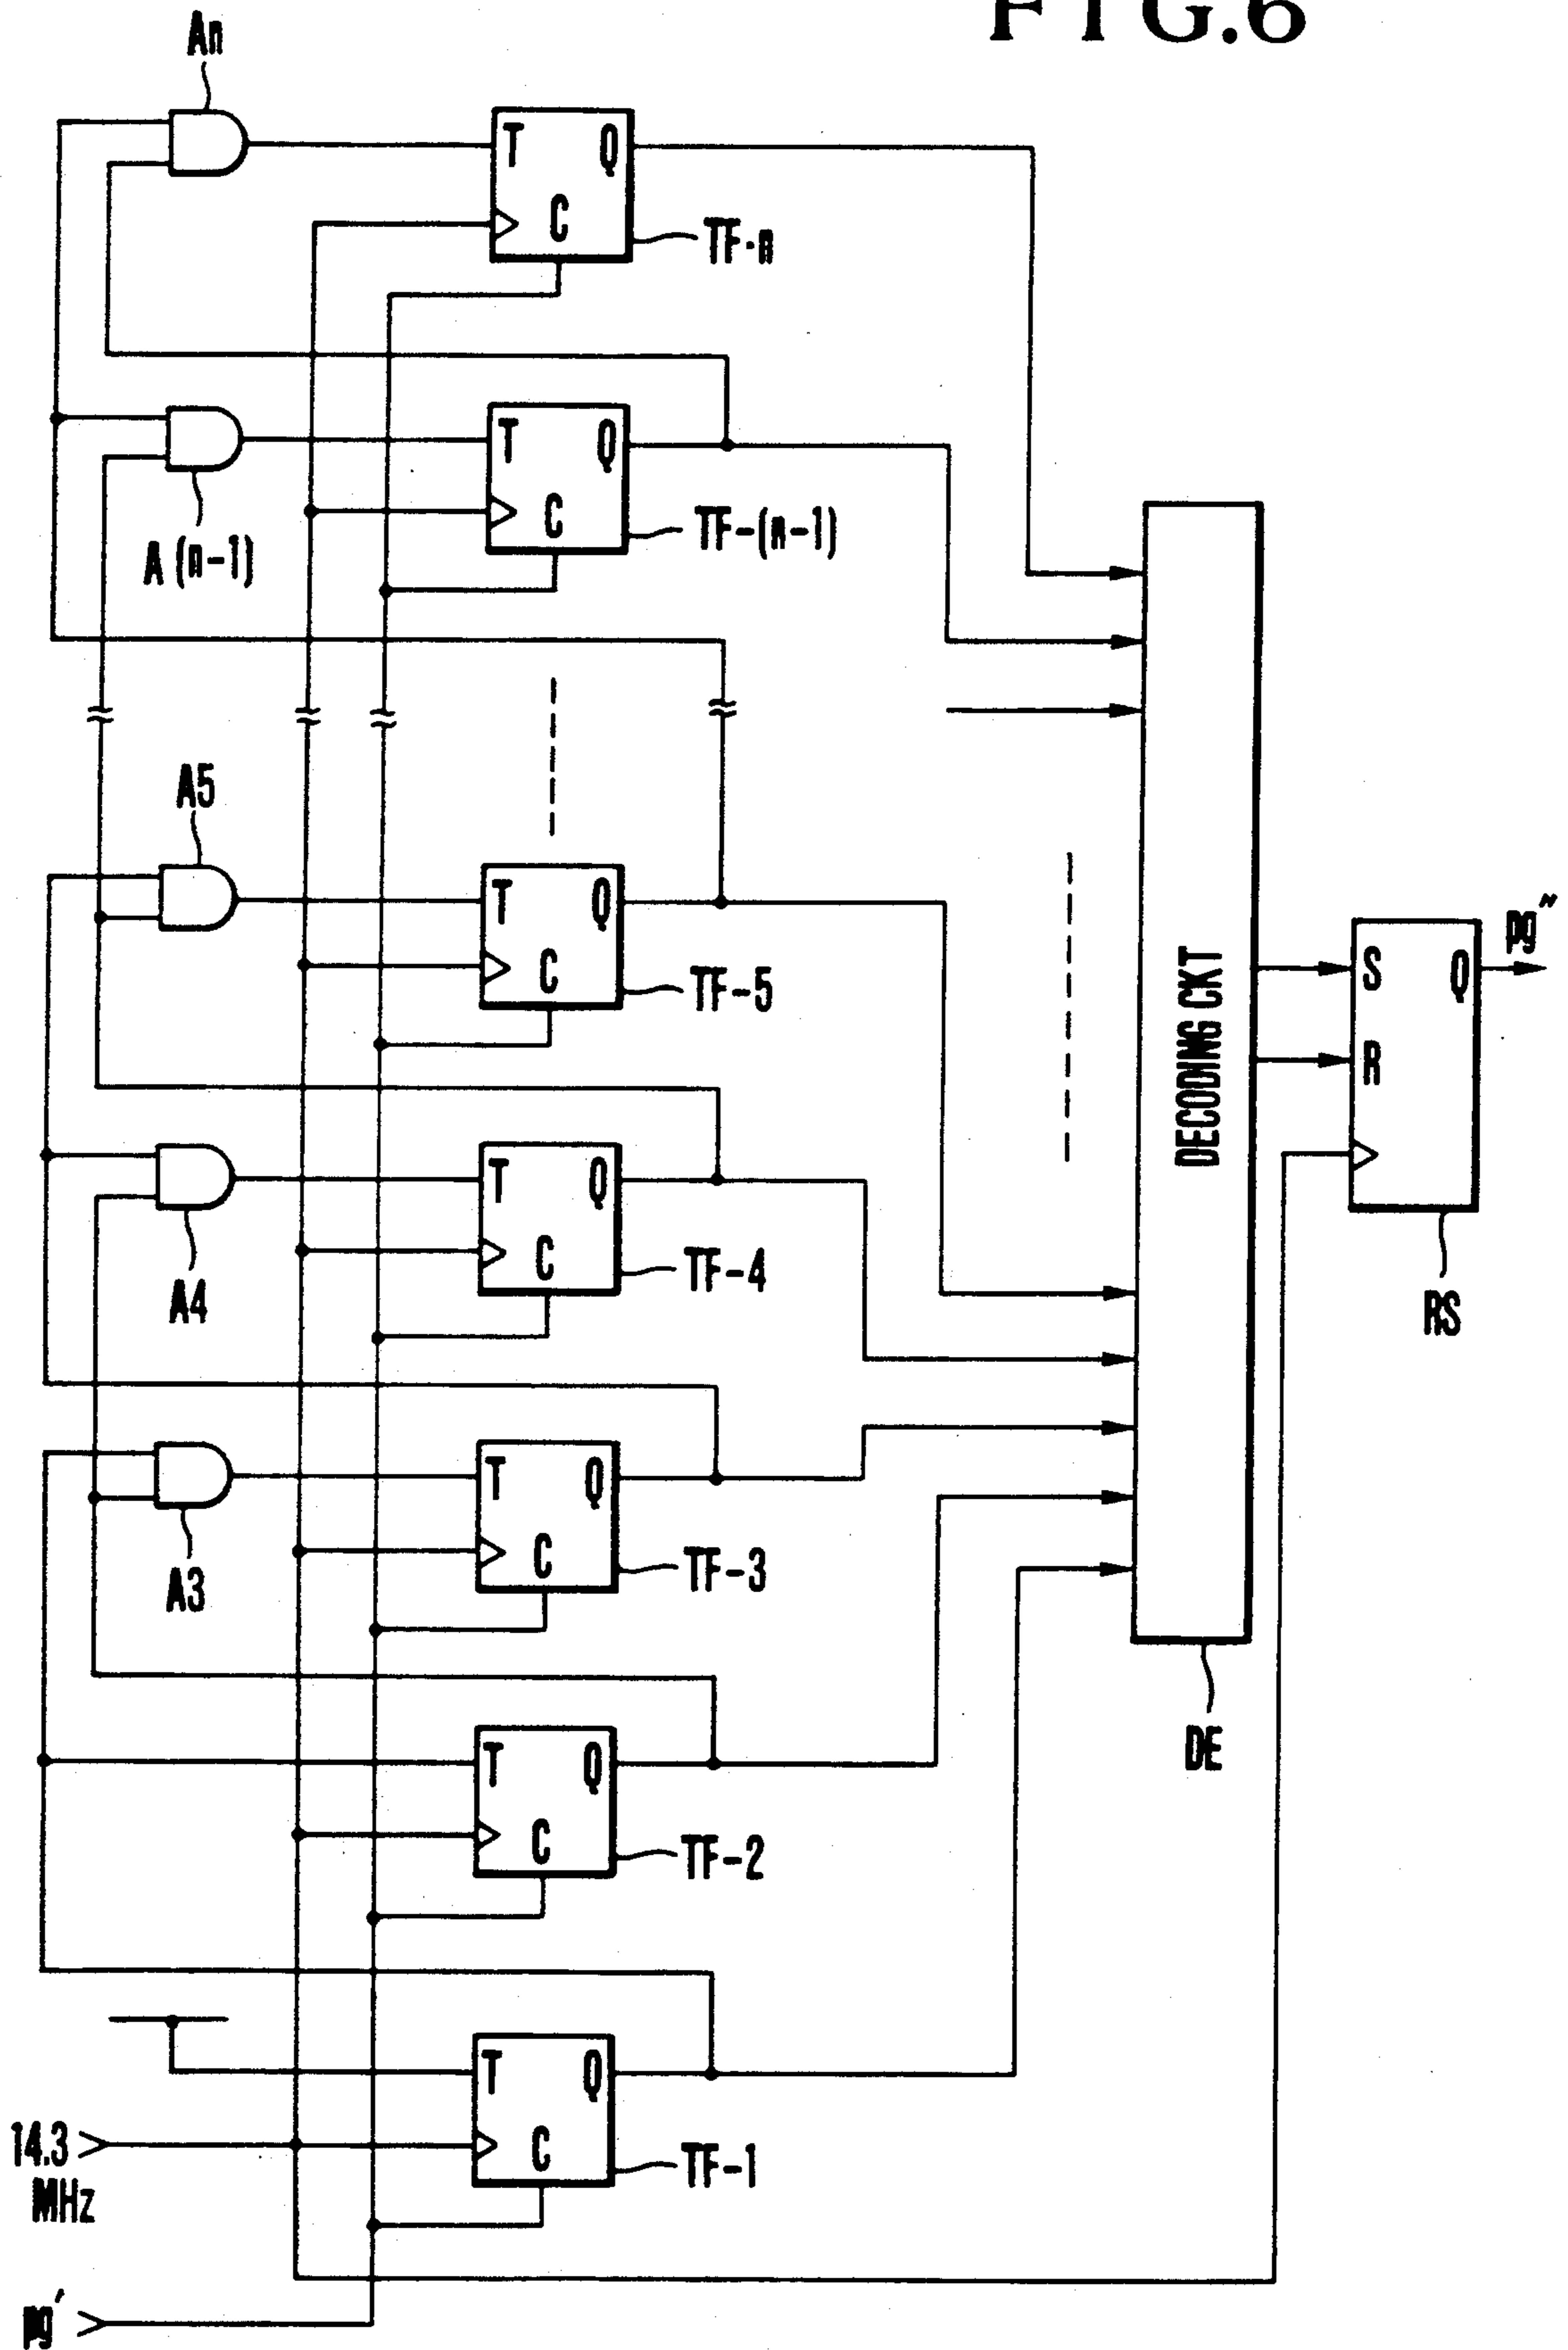 FIG.6
An
T Q
C
TF-n
T Q
C
A(n-1)
TF-(n-1)
A5
T Q
C
TF-5
DECODING CKT
pg"
S Q
R
T Q
C
A4
TF-4
RS
T Q
C
A3
TF-3
T Q
C
DE
TF-2
T Q
C
14.3
MHz
TF-1
pg'